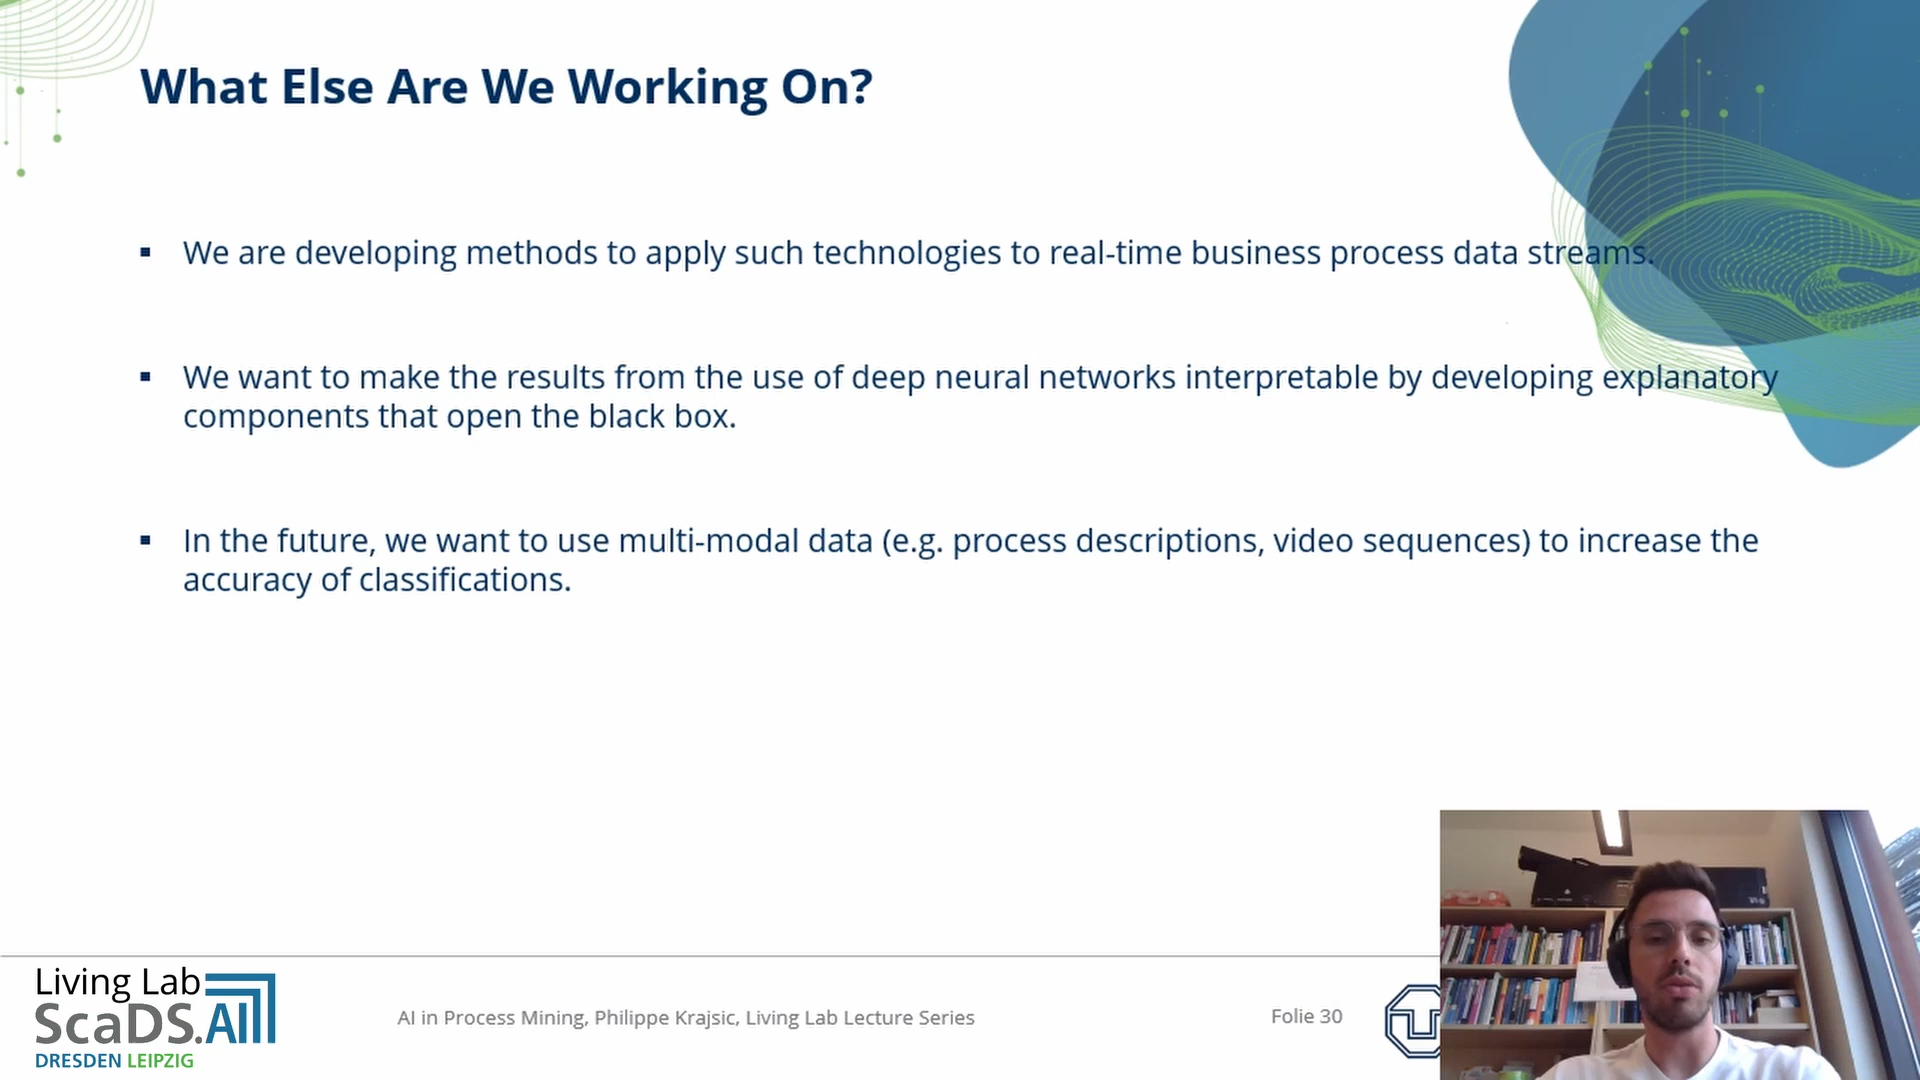 What Else Are We Working On?
▪ We are developing methods to apply such technologies to real-time business process data streams.
▪ We want to make the results from the use of deep neural networks interpretable by developing explanatory
components that open the black box.
▪ In the future, we want to use multi-modal data (e.g. process descriptions, video sequences) to increase the
accuracy of classifications.
Living Lab
ScaDS.AI
DRESDEN LEIPZIG
AI in Process Mining, Philippe Krajsic, Living Lab Lecture Series
Folie 30